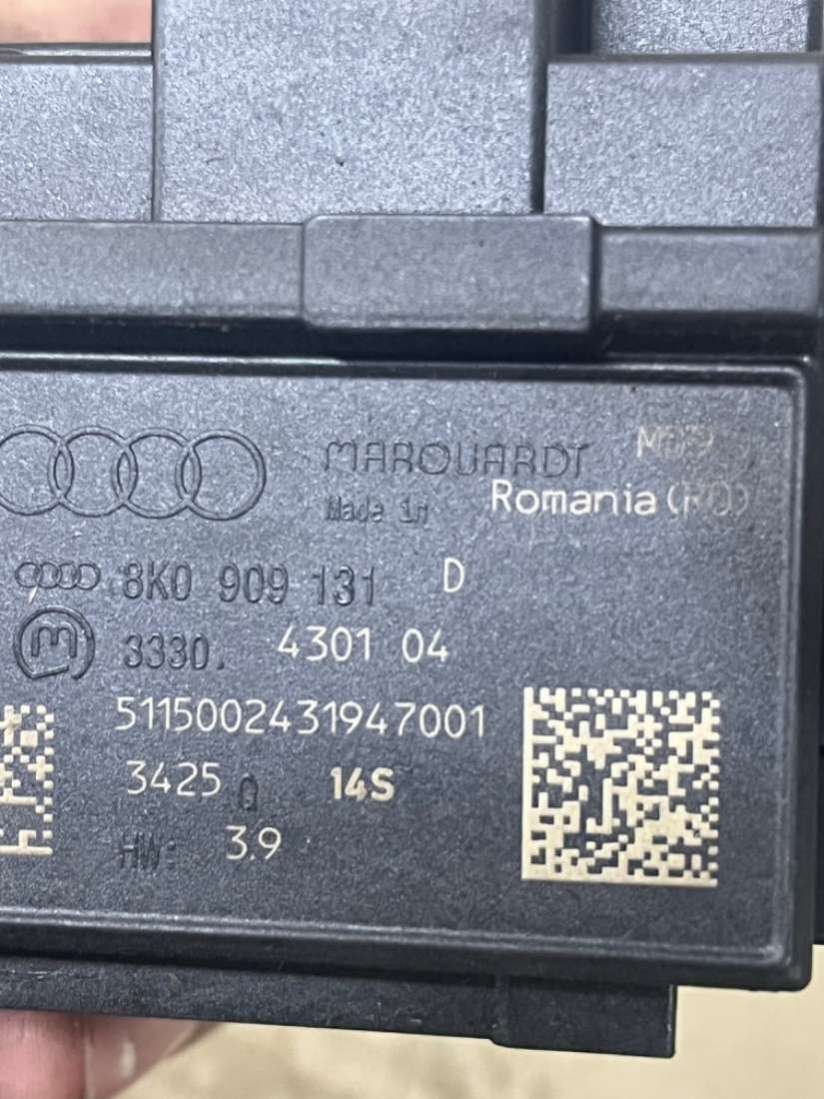 MARQUARDT
Made in Romania (RO)
8K0 909 131 D
3330. 4301 04
5115002431947001
3425 14S
HW: 3.9